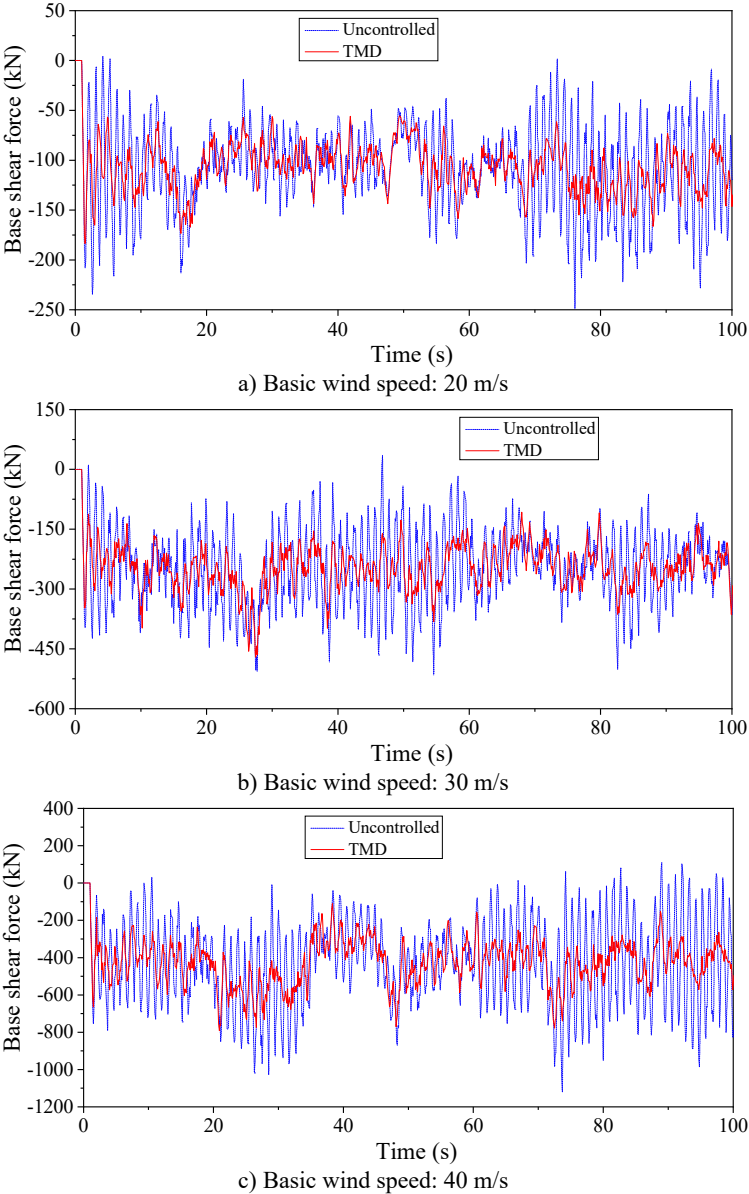 50
0
-50
-100
-150
-200
-250
Base shear force (kN)
Uncontrolled
TMD
0 20 40 60 80 100
Time (s)
a) Basic wind speed: 20 m/s
150
0
-150
-300
-450
-600
Base shear force (kN)
Uncontrolled
TMD
0 20 40 60 80 100
Time (s)
b) Basic wind speed: 30 m/s
400
200
0
-200
-400
-600
-800
-1000
-1200
Base shear force (kN)
Uncontrolled
TMD
0 20 40 60 80 100
Time (s)
c) Basic wind speed: 40 m/s